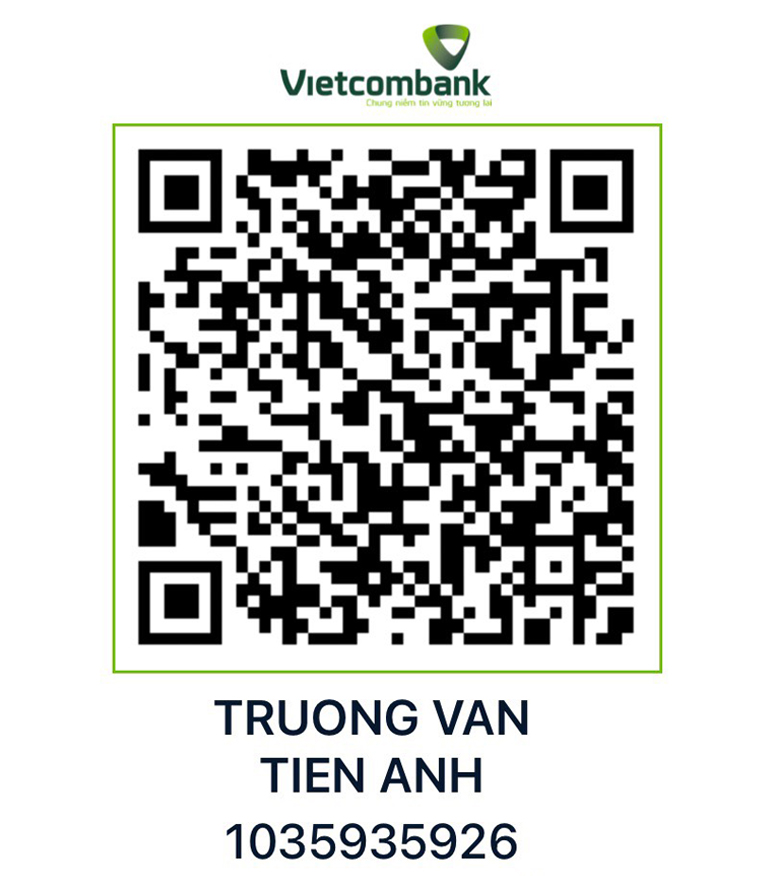 Vietcombank
Chung niềm tin vững tương lai
TRUONG VAN
TIEN ANH
1035935926